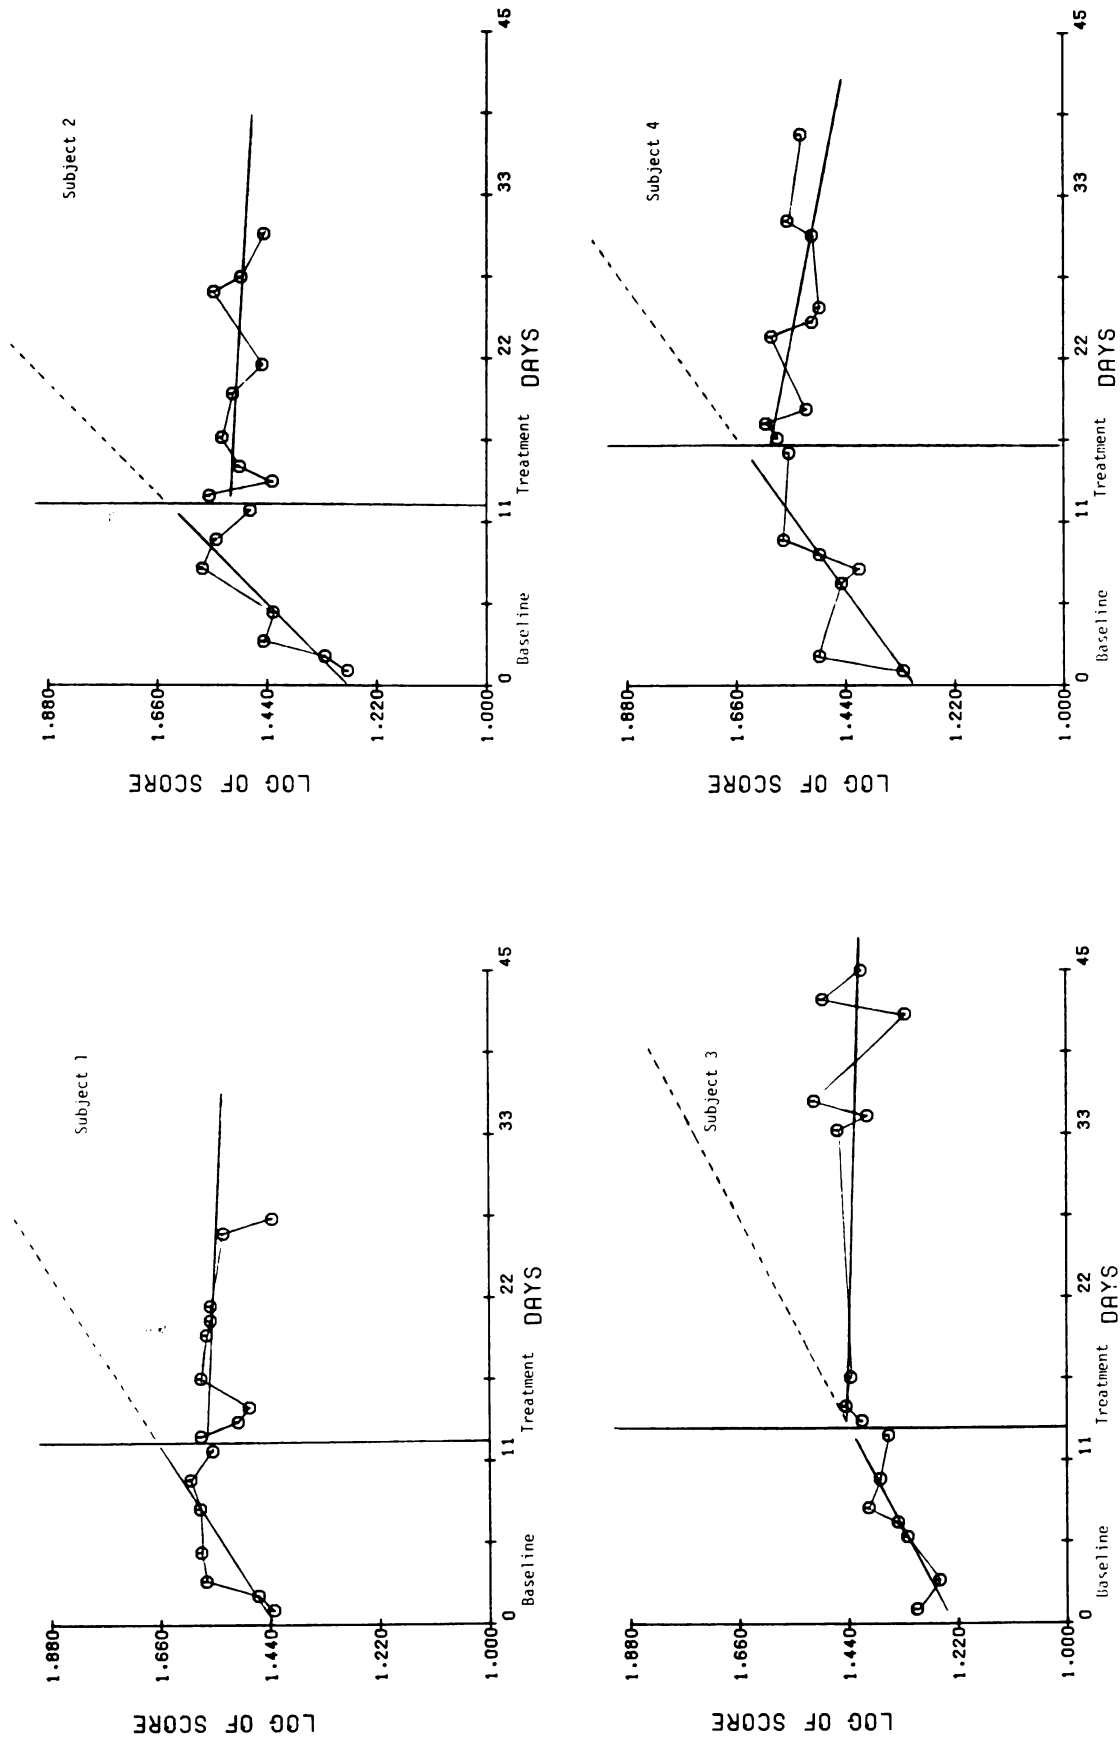 Subject 1
LOG OF SCORE
1.880
1.660
1.440
1.220
1.000
0 11 22 33 45
Baseline Treatment DAYS
Subject 2
LOG OF SCORE
1.880
1.660
1.440
1.220
1.000
0 11 22 33 45
Baseline Treatment DAYS
Subject 3
LOG OF SCORE
1.880
1.660
1.440
1.220
1.000
0 11 22 33 45
Baseline Treatment DAYS
Subject 4
LOG OF SCORE
1.880
1.660
1.440
1.220
1.000
0 11 22 33 45
Baseline Treatment DAYS